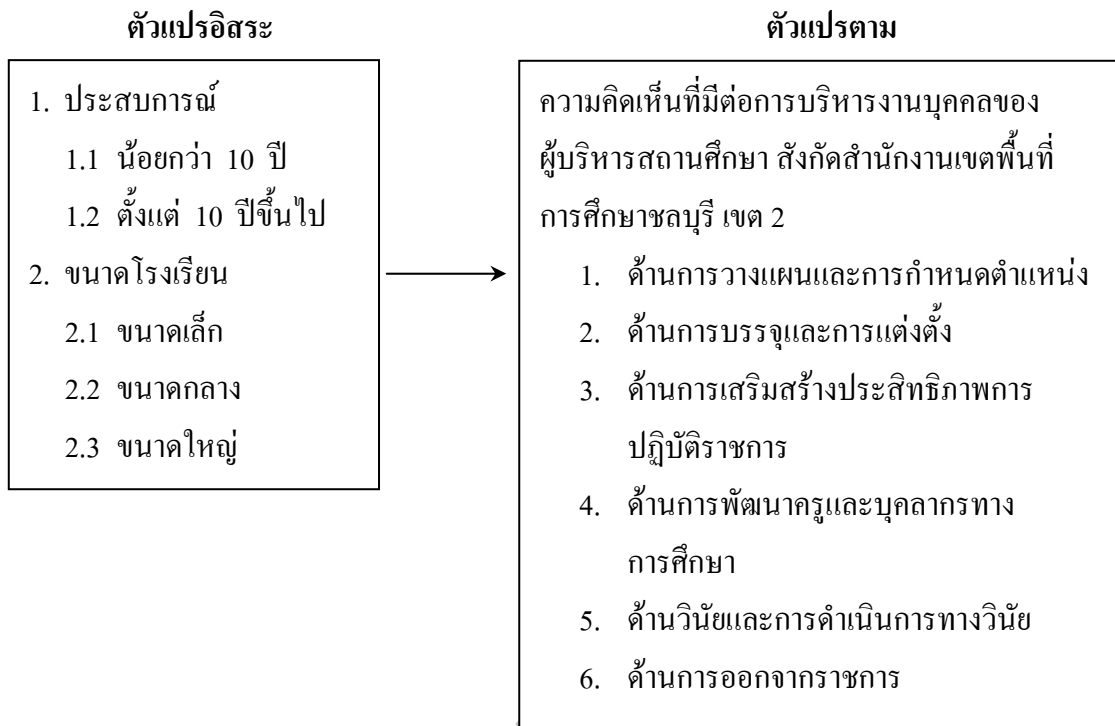 ตัวแปรอิสระ
1. ประสบการณ์
1.1 น้อยกว่า 10 ปี
1.2 ตั้งแต่ 10 ปีขึ้นไป
2. ขนาดโรงเรียน
2.1 ขนาดเล็ก
2.2 ขนาดกลาง
2.3 ขนาดใหญ่
ตัวแปรตาม
ความคิดเห็นที่มีต่อการบริหารงานบุคคลของ
ผู้บริหารสถานศึกษา สังกัดสำนักงานเขตพื้นที่
การศึกษาชลบุรี เขต 2
1. ด้านการวางแผนและการกำหนดตำแหน่ง
2. ด้านการบรรจุและการแต่งตั้ง
3. ด้านการเสริมสร้างประสิทธิภาพการ
ปฏิบัติราชการ
4. ด้านการพัฒนาครูและบุคลากรทาง
การศึกษา
5. ด้านวินัยและการดำเนินการทางวินัย
6. ด้านการออกจากราชการ